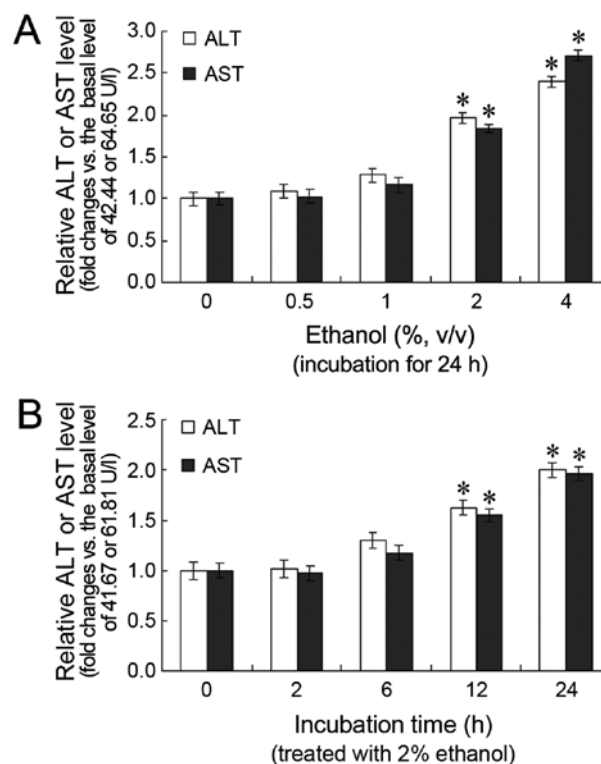 A
Relative ALT or AST level
(fold changes vs. the basal level
of 42.44 or 64.65 U/l)
3.0
2.5
2.0
1.5
1.0
0.5
0.0
ALT
AST
* * * *
0 0.5 1 2 4
Ethanol (%, v/v)
(incubation for 24 h)
B
Relative ALT or AST level
(fold changes vs. the basal level
of 41.67 or 61.81 U/l)
2.5
2.0
1.5
1.0
0.5
0.0
ALT
AST
* * * *
0 2 6 12 24
Incubation time (h)
(treated with 2% ethanol)